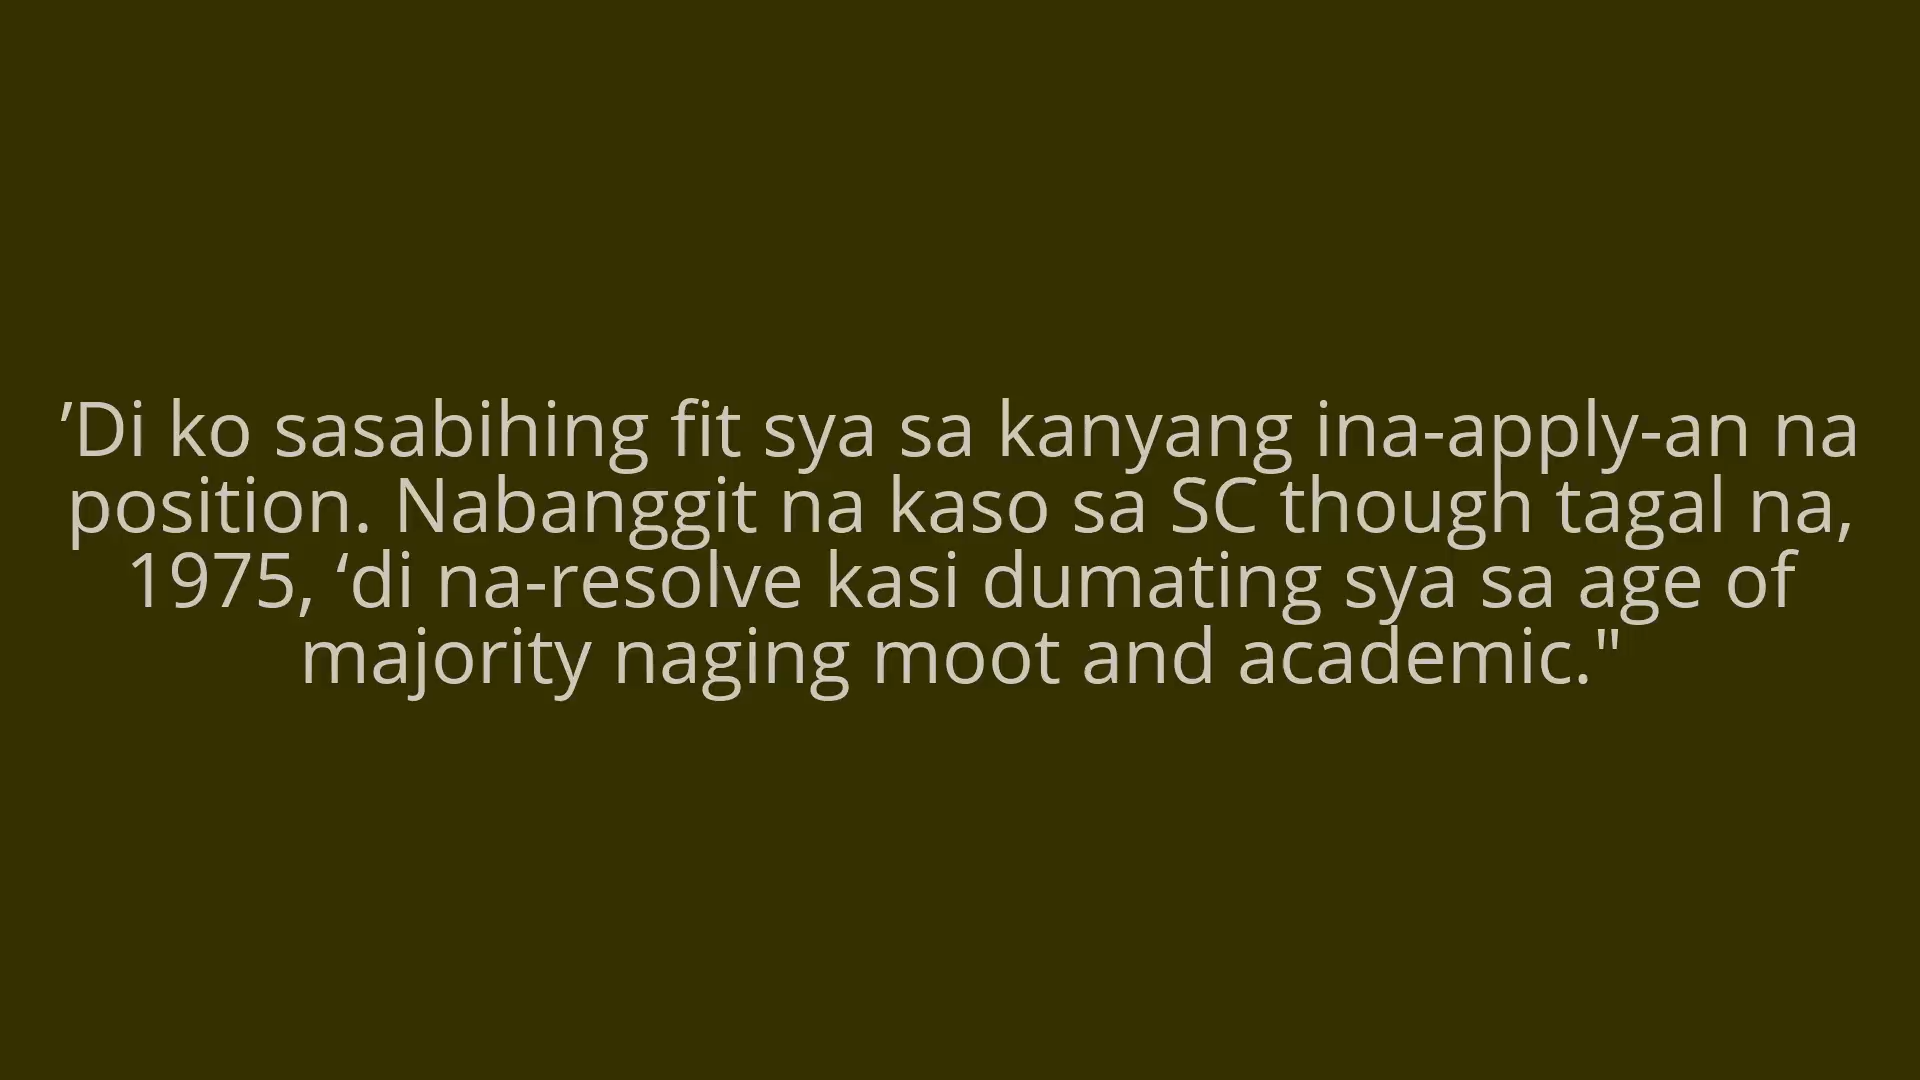 ’Di ko sasabihing fit sya sa kanyang ina-apply-an na
position. Nabanggit na kaso sa SC though tagal na,
1975, ‘di na-resolve kasi dumating sya sa age of
majority naging moot and academic."